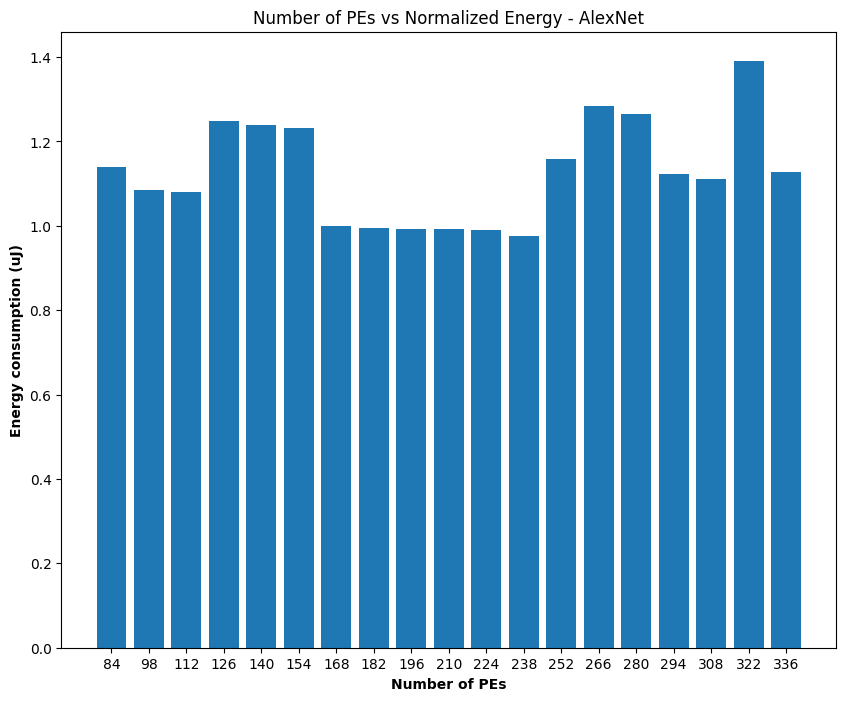 Number of PEs vs Normalized Energy - AlexNet
Energy consumption (uJ)
1.4
1.2
1.0
0.8
0.6
0.4
0.2
0.0
84 98 112 126 140 154 168 182 196 210 224 238 252 266 280 294 308 322 336
Number of PEs